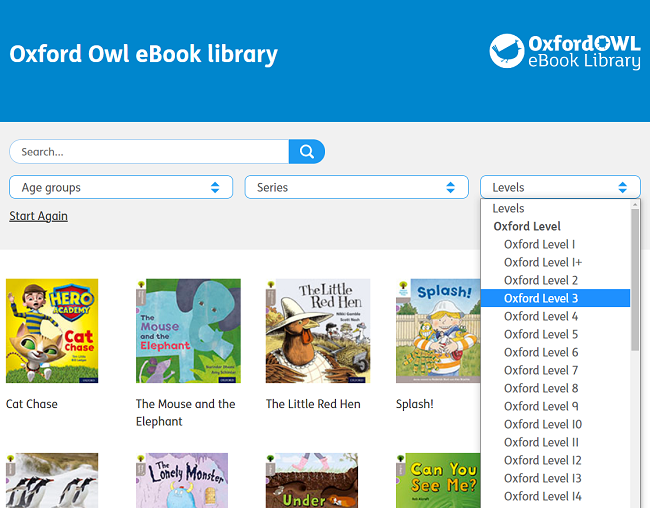 Oxford Owl eBook library
OxfordOWL
eBook Library
Search...
Age groups
Series
Levels
Start Again
Levels
Oxford Level
Oxford Level 1
Oxford Level 1+
Oxford Level 2
Oxford Level 3
Oxford Level 4
Oxford Level 5
Oxford Level 6
Oxford Level 7
Oxford Level 8
Oxford Level 9
Oxford Level 10
Oxford Level 11
Oxford Level 12
Oxford Level 13
Oxford Level 14
HERO
ACADEMY
Cat
Chase
The
Mouse
and the
Elephant
The Little
Red Hen
Nikki Gamble
Scott Nash
Splash!
Cat Chase
The Mouse and the
Elephant
The Little Red Hen
Splash!
The
Lonely Monster
Under
Can You
See Me?